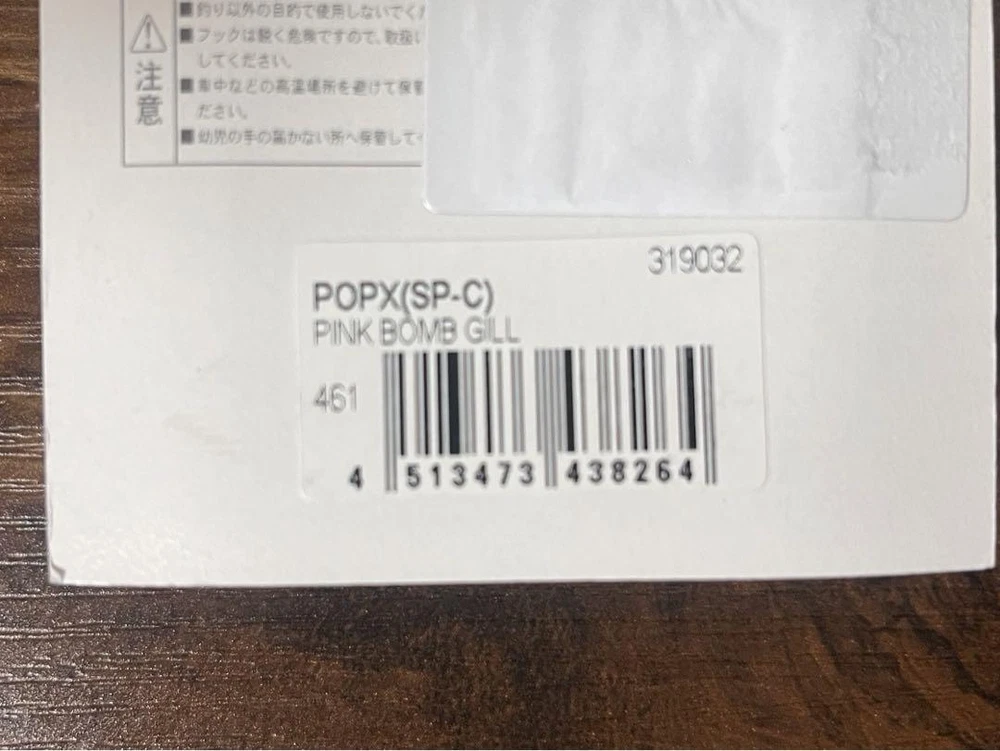 注意
■釣り以外の目的で使用しないでくだ
■フックは鋭く危険ですので、取扱い
してください。
■車中などの高温場所を避けて保管
ださい。
■幼児の手の届かない所へ保管して
319032
POPX(SP-C)
PINK BOMB GILL
461
4 513473 438264